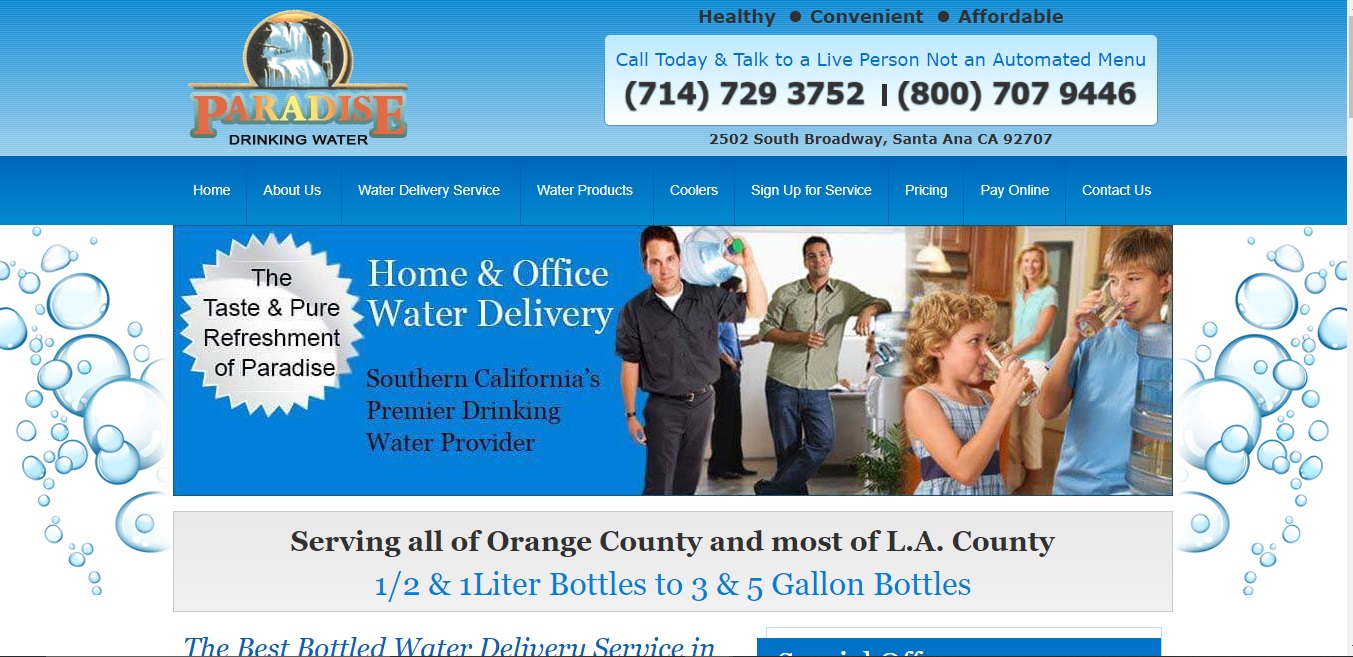 PARADISE
DRINKING WATER
Healthy ● Convenient ● Affordable
Call Today & Talk to a Live Person Not an Automated Menu
(714) 729 3752 | (800) 707 9446
2502 South Broadway, Santa Ana CA 92707
Home About Us Water Delivery Service Water Products Coolers Sign Up for Service Pricing Pay Online Contact Us
The
Taste & Pure
Refreshment
of Paradise
Home & Office
Water Delivery
Southern California's
Premier Drinking
Water Provider
Serving all of Orange County and most of L.A. County
1/2 & 1Liter Bottles to 3 & 5 Gallon Bottles
The Best Bottled Water Delivery Service in